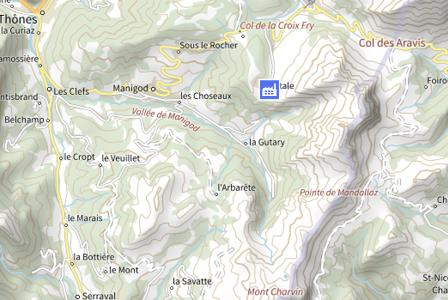 Thônes
la Curiaz
Col de la Croix Fry
Col des Aravis
Sous le Rocher
Les Clefs
Manigod
les Choseaux
tale
Belchamp
Vallée de Manigod
la Gutary
le Cropt
le Veuillet
l'Arbarête
Pointe de Mandallaz
le Marais
la Bottière
le Mont
la Savatte
Mont Charvin
Serraval
St-Nic